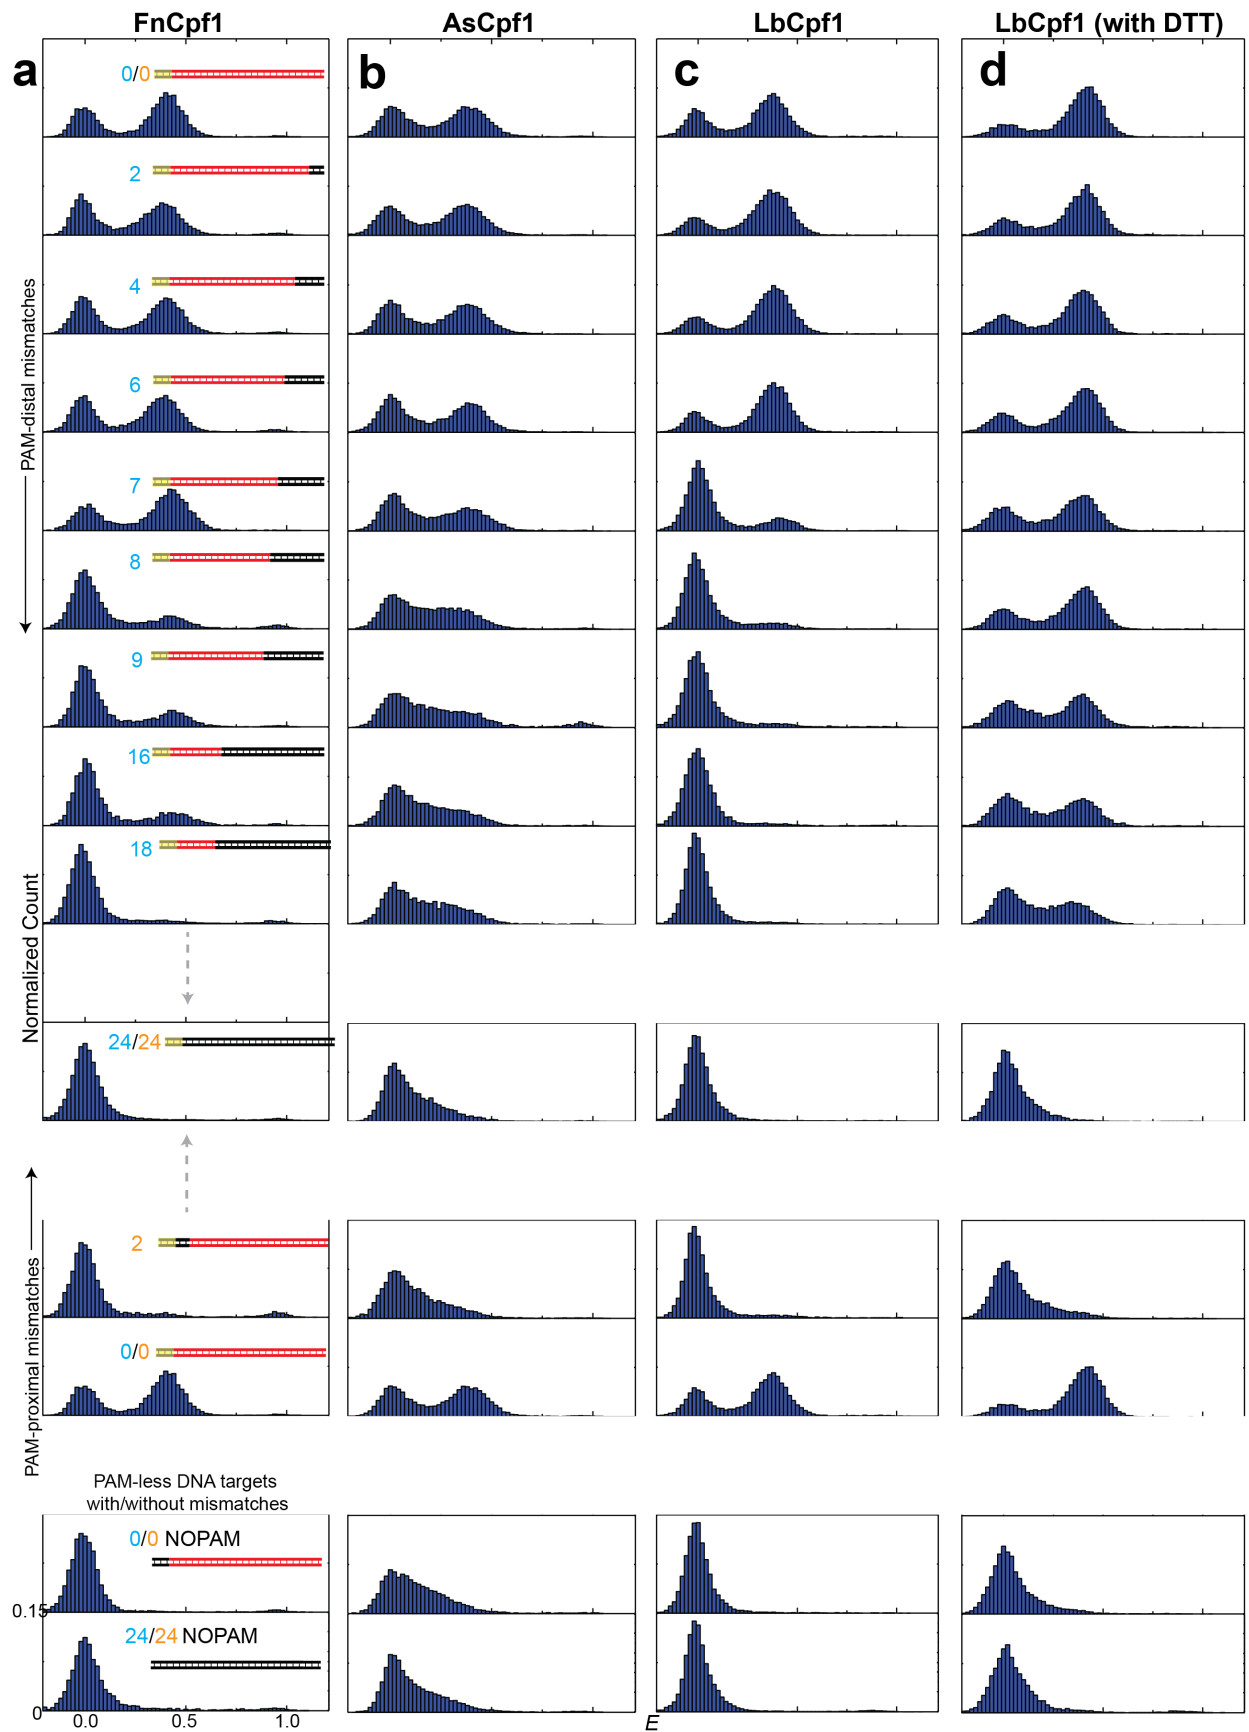 FnCpf1
AsCpf1
LbCpf1
LbCpf1 (with DTT)
a
b
c
d
0/0
2
4
6
7
8
9
16
18
24/24
2
0/0
PAM-distal mismatches
Normalized Count
PAM-proximal mismatches
PAM-less DNA targets
with/without mismatches
0/0 NOPAM
0.15
24/24 NOPAM
0
0.0
0.5
1.0
E